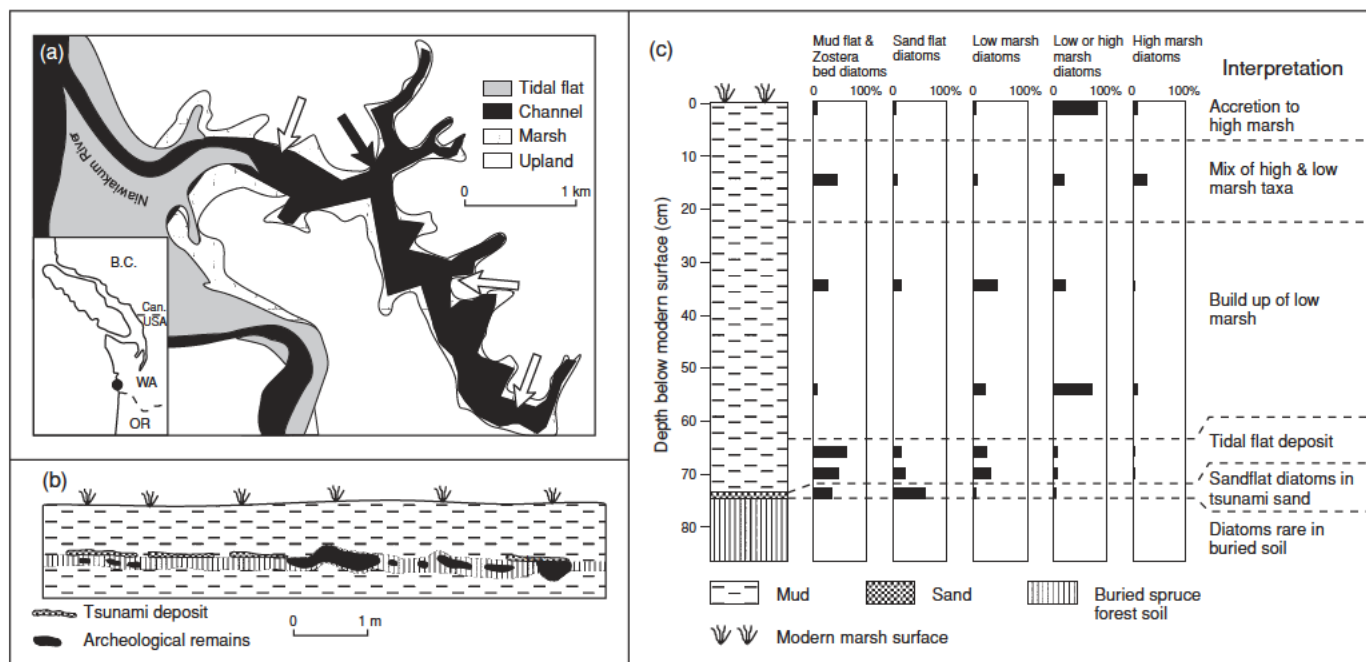 (a)
Tidal flat
Channel
Marsh
Upland
0 1 km
Niawiakum River
B.C.
Can.
USA
WA
OR
(b)
Tsunami deposit
Archeological remains
0 1 m
(c)
Mud flat &
Zostera
bed diatoms
Sand flat
diatoms
Low marsh
diatoms
Low or high
marsh
diatoms
High marsh
diatoms
Interpretation
0 100% 0 100% 0 100% 0 100% 0 100%
Depth below modern surface (cm)
0
10
20
30
40
50
60
70
80
Accretion to
high marsh
Mix of high & low
marsh taxa
Build up of low
marsh
Tidal flat deposit
Sandflat diatoms in
tsunami sand
Diatoms rare in
buried soil
Mud
Sand
Buried spruce
forest soil
Modern marsh surface